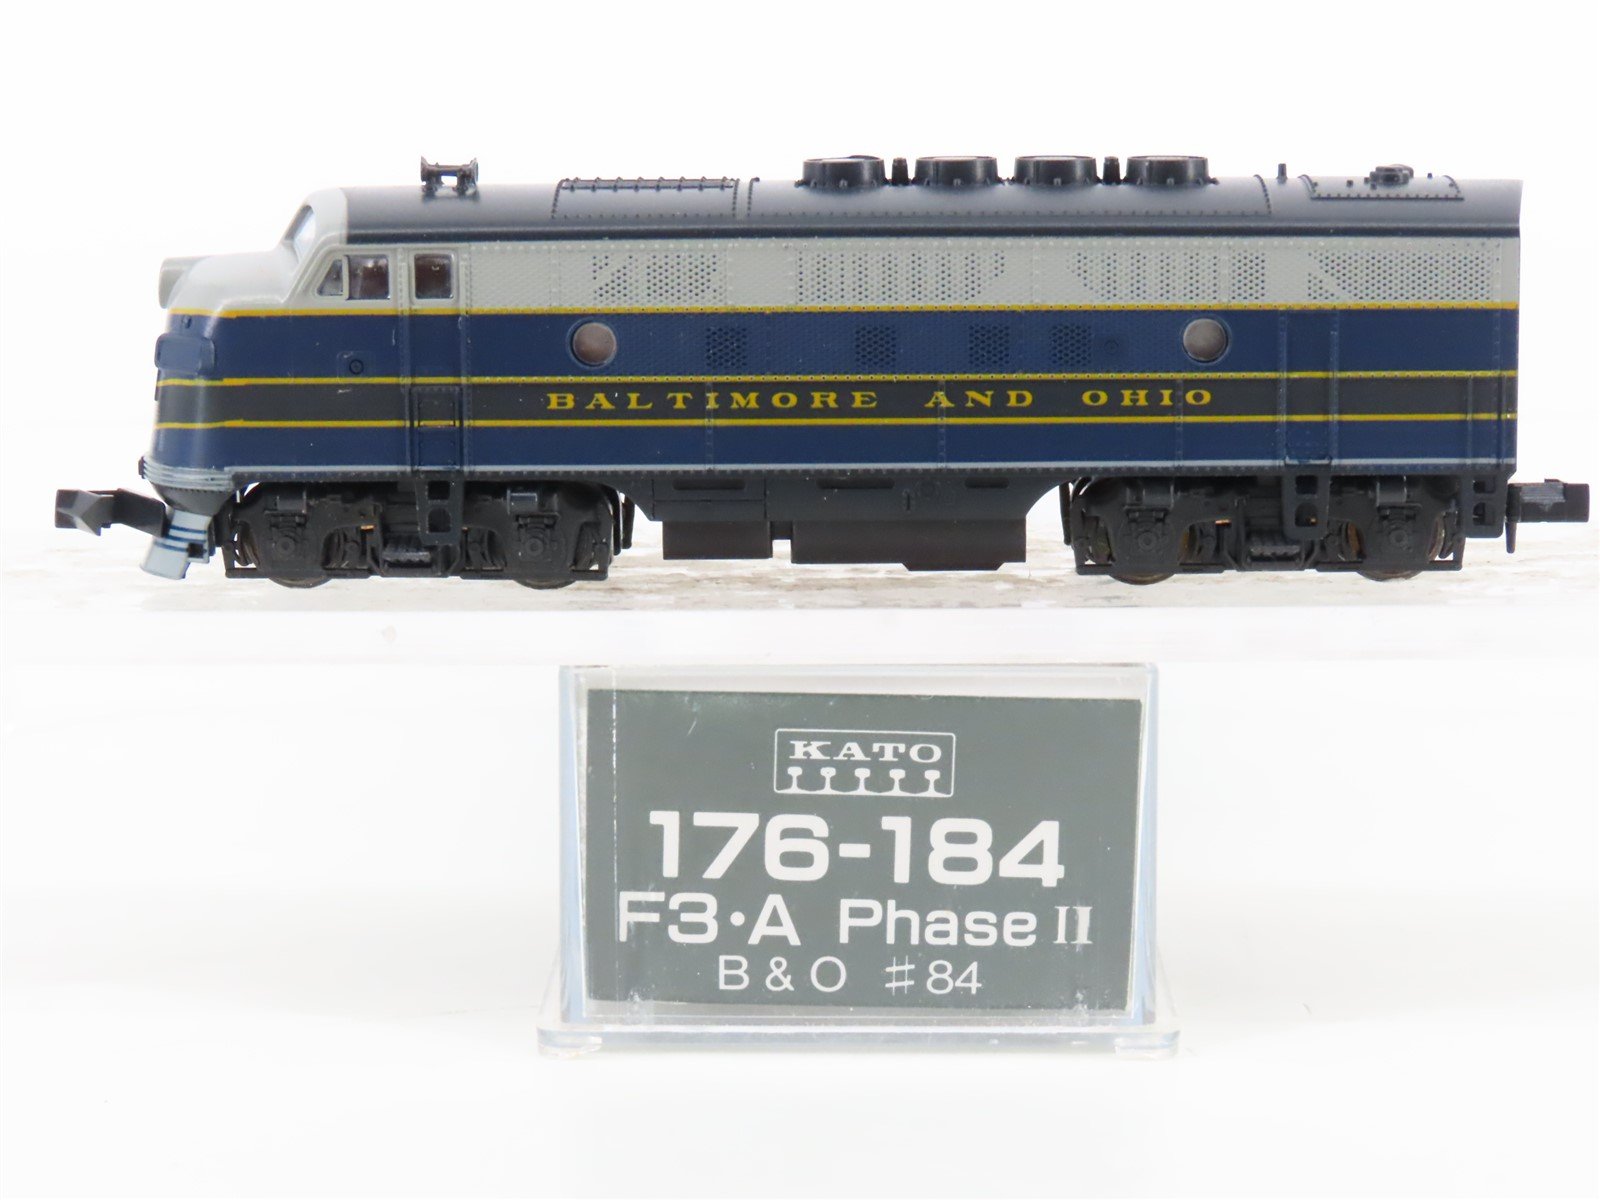 BALTIMORE AND OHIO
KATO
176-184
F3·A Phase II
B & O #84